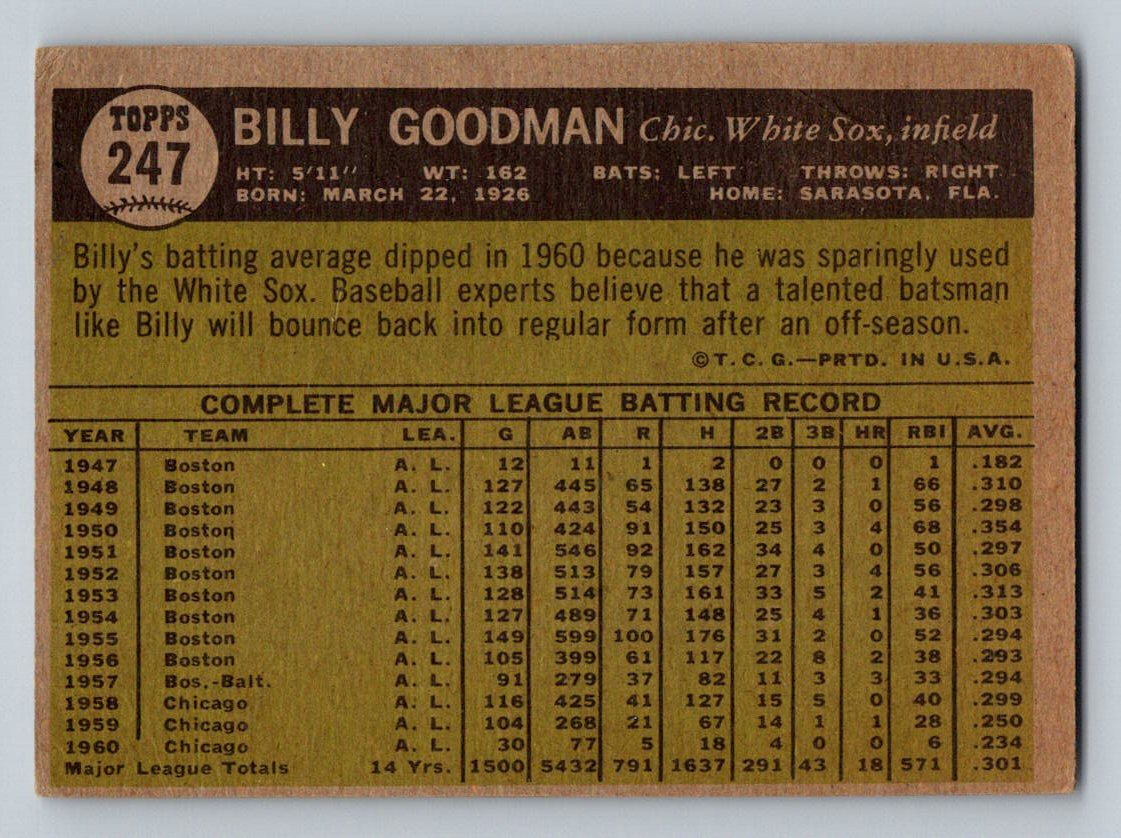 TOPPS
247
BILLY GOODMAN Chic. White Sox, infield
HT: 5'11" WT: 162 BATS: LEFT THROWS: RIGHT
BORN: MARCH 22, 1926 HOME: SARASOTA, FLA.
Billy's batting average dipped in 1960 because he was sparingly used
by the White Sox. Baseball experts believe that a talented batsman
like Billy will bounce back into regular form after an off-season.
©T. C. G.—PRTD. IN U.S.A.
COMPLETE MAJOR LEAGUE BATTING RECORD
YEAR TEAM LEA. G AB R H 2B 3B HR RBI AVG.
1947 Boston A. L. 12 11 1 2 0 0 0 1 .182
1948 Boston A. L. 127 445 65 138 27 2 1 66 .310
1949 Boston A. L. 122 443 54 132 23 3 0 56 .298
1950 Boston A. L. 110 424 91 150 25 3 4 68 .354
1951 Boston A. L. 141 546 92 162 34 4 0 50 .297
1952 Boston A. L. 138 513 79 157 27 3 4 56 .306
1953 Boston A. L. 128 514 73 161 33 5 2 41 .313
1954 Boston A. L. 127 489 71 148 25 4 1 36 .303
1955 Boston A. L. 149 599 100 176 31 2 0 52 .294
1956 Boston A. L. 105 399 61 117 22 8 2 38 .293
1957 Bos.-Balt. A. L. 91 279 37 82 11 3 3 33 .294
1958 Chicago A. L. 116 425 41 127 15 5 0 40 .299
1959 Chicago A. L. 104 268 21 67 14 1 1 28 .250
1960 Chicago A. L. 30 77 5 18 4 0 0 6 .234
Major League Totals 14 Yrs. 1500 5432 791 1637 291 43 18 571 .301